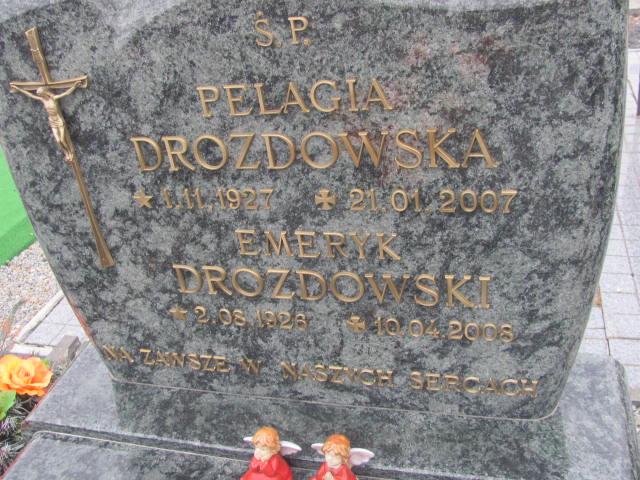 Ś.P.
PELAGIA
DROZDOWSKA
★ 1.11.1927 ✠ 21.01.2007
EMERYK
DROZDOWSKI
★ 2.08.1926 ✠ 10.04.2008
NA ZAWSZE W NASZYCH SERCACH